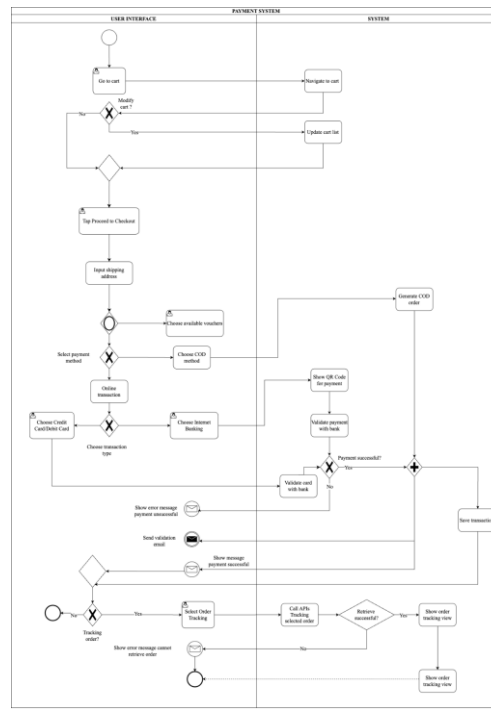 PAYMENT SYSTEM
USER INTERFACE
SYSTEM
Go to cart
Navigate to cart
Modify
cart ?
No
Yes
Update cart list
Tap Proceed to Checkout
Input shipping
address
Choose available vouchers
Generate COD
order
Select payment
method
Choose COD
method
Online
transaction
Show QR Code
for payment
Choose Credit
Card/Debit Card
Choose Internet
Banking
Validate payment
with bank
Choose transaction
type
Payment successful?
Yes
Validate card
with bank
No
Show error message
payment unsuccessful
Save transaction
Send validation
email
Show message
payment successful
No
Yes
Select Order
Tracking
Call APIs
Tracking
selected order
Retrieve
successful?
Yes
Show order
tracking view
Tracking
order?
Show error message cannot
retrieve order
No
Show order
tracking view